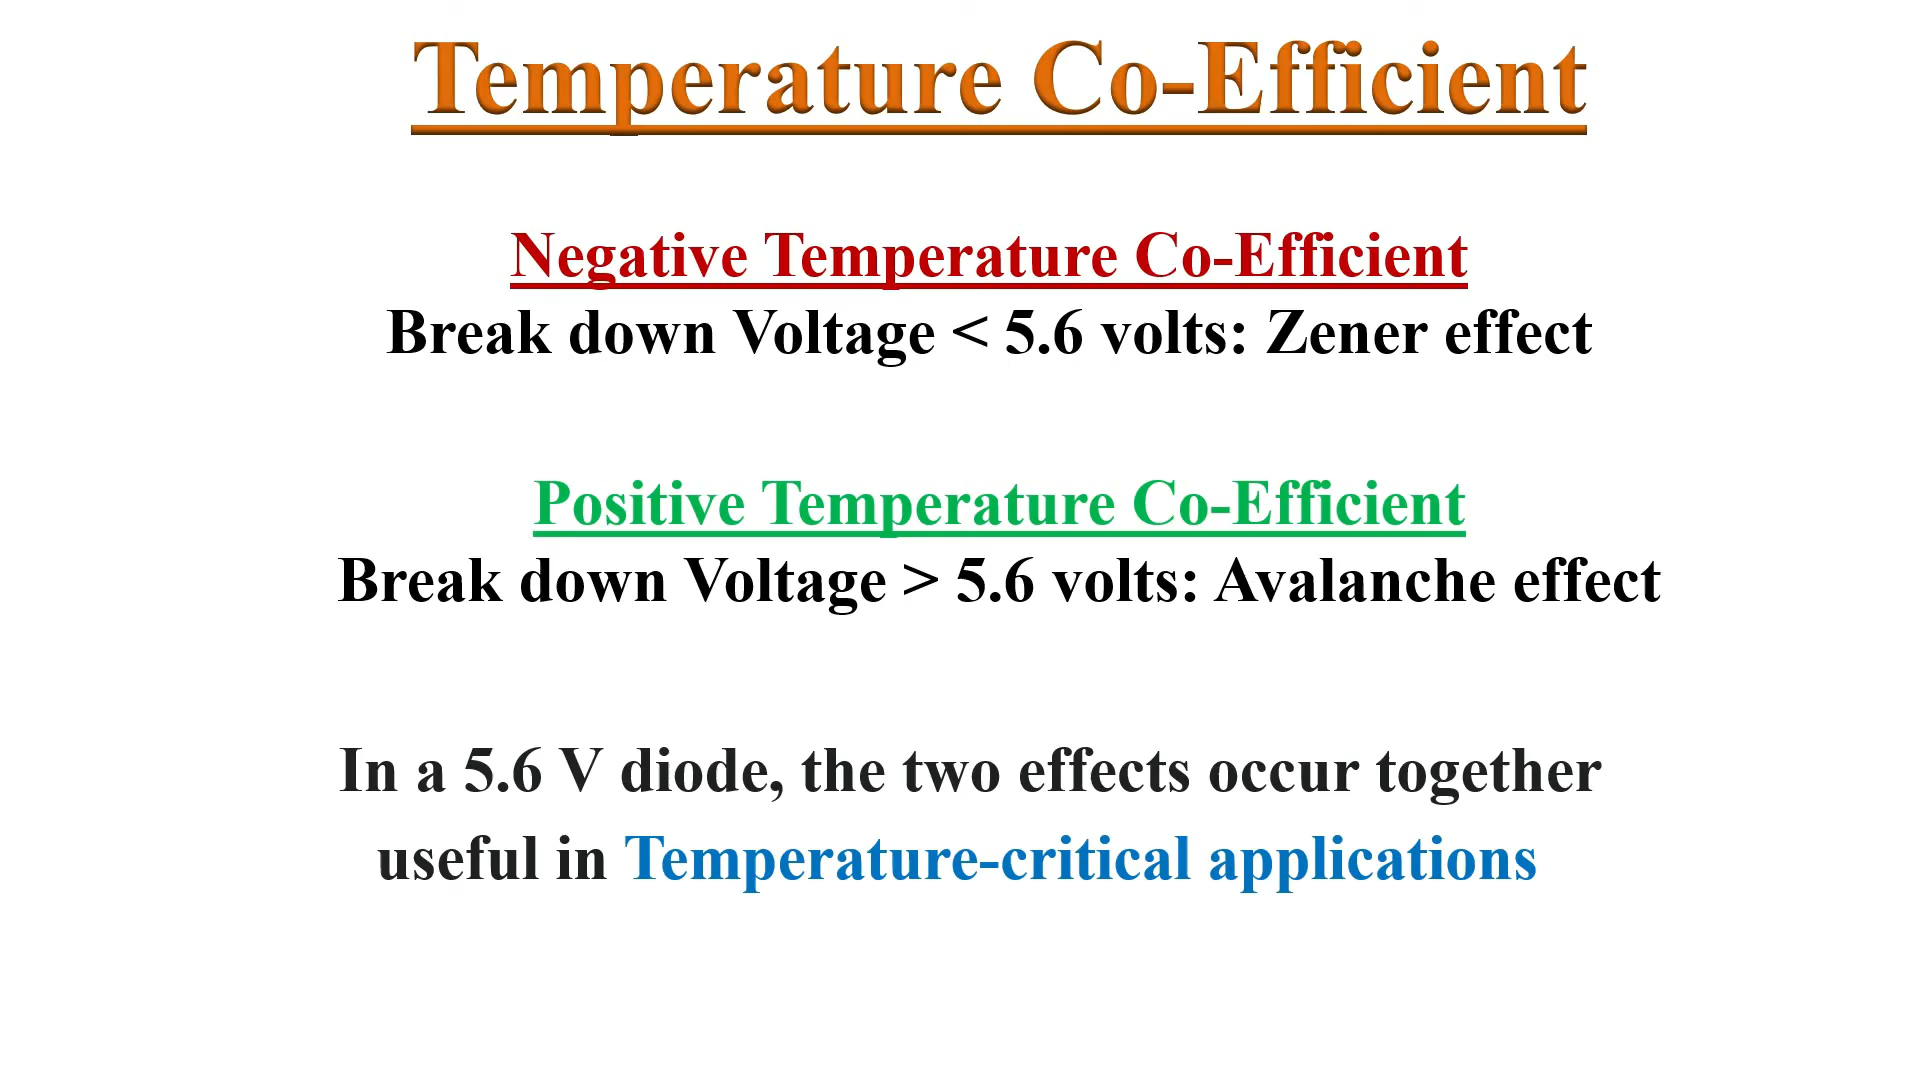 Temperature Co-Efficient
Negative Temperature Co-Efficient
Break down Voltage < 5.6 volts: Zener effect
Positive Temperature Co-Efficient
Break down Voltage > 5.6 volts: Avalanche effect
In a 5.6 V diode, the two effects occur together
useful in Temperature-critical applications